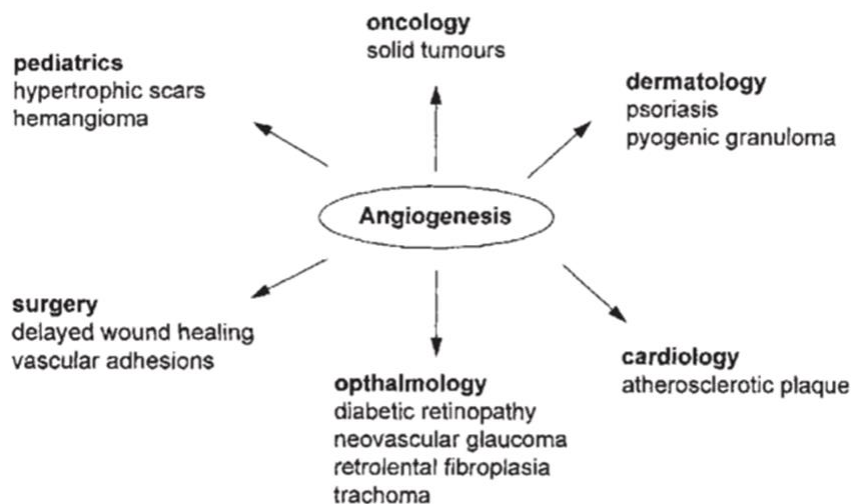 oncology
solid tumours
pediatrics
hypertrophic scars
hemangioma
dermatology
psoriasis
pyogenic granuloma
Angiogenesis
surgery
delayed wound healing
vascular adhesions
cardiology
atherosclerotic plaque
opthalmology
diabetic retinopathy
neovascular glaucoma
retrolental fibroplasia
trachoma